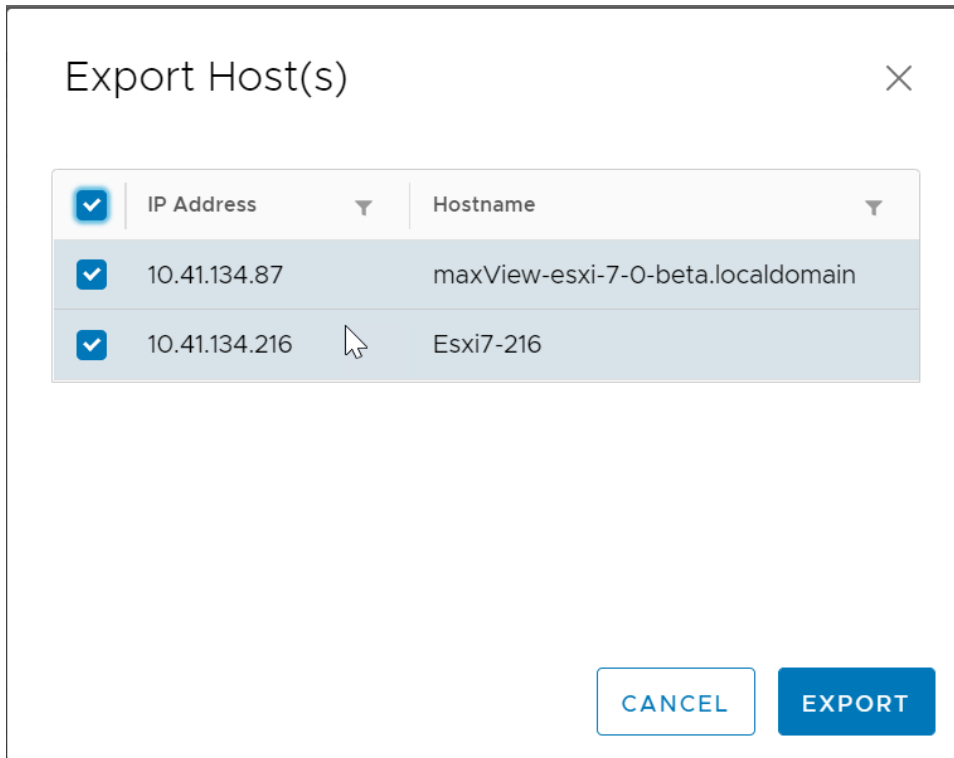 Export Host(s)
IP Address Hostname
10.41.134.87 maxView-esxi-7-0-beta.localdomain
10.41.134.216 Esxi7-216
CANCEL EXPORT